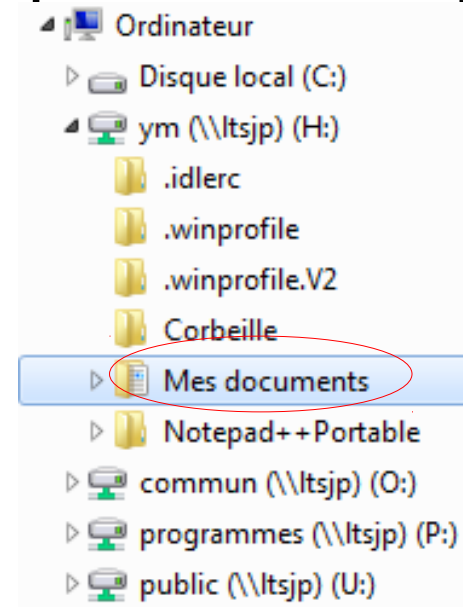 Ordinateur
Disque local (C:)
ym (\\ltsjp) (H:)
.idlerc
.winprofile
.winprofile.V2
Corbeille
Mes documents
Notepad++Portable
commun (\\ltsjp) (O:)
programmes (\\ltsjp) (P:)
public (\\ltsjp) (U:)